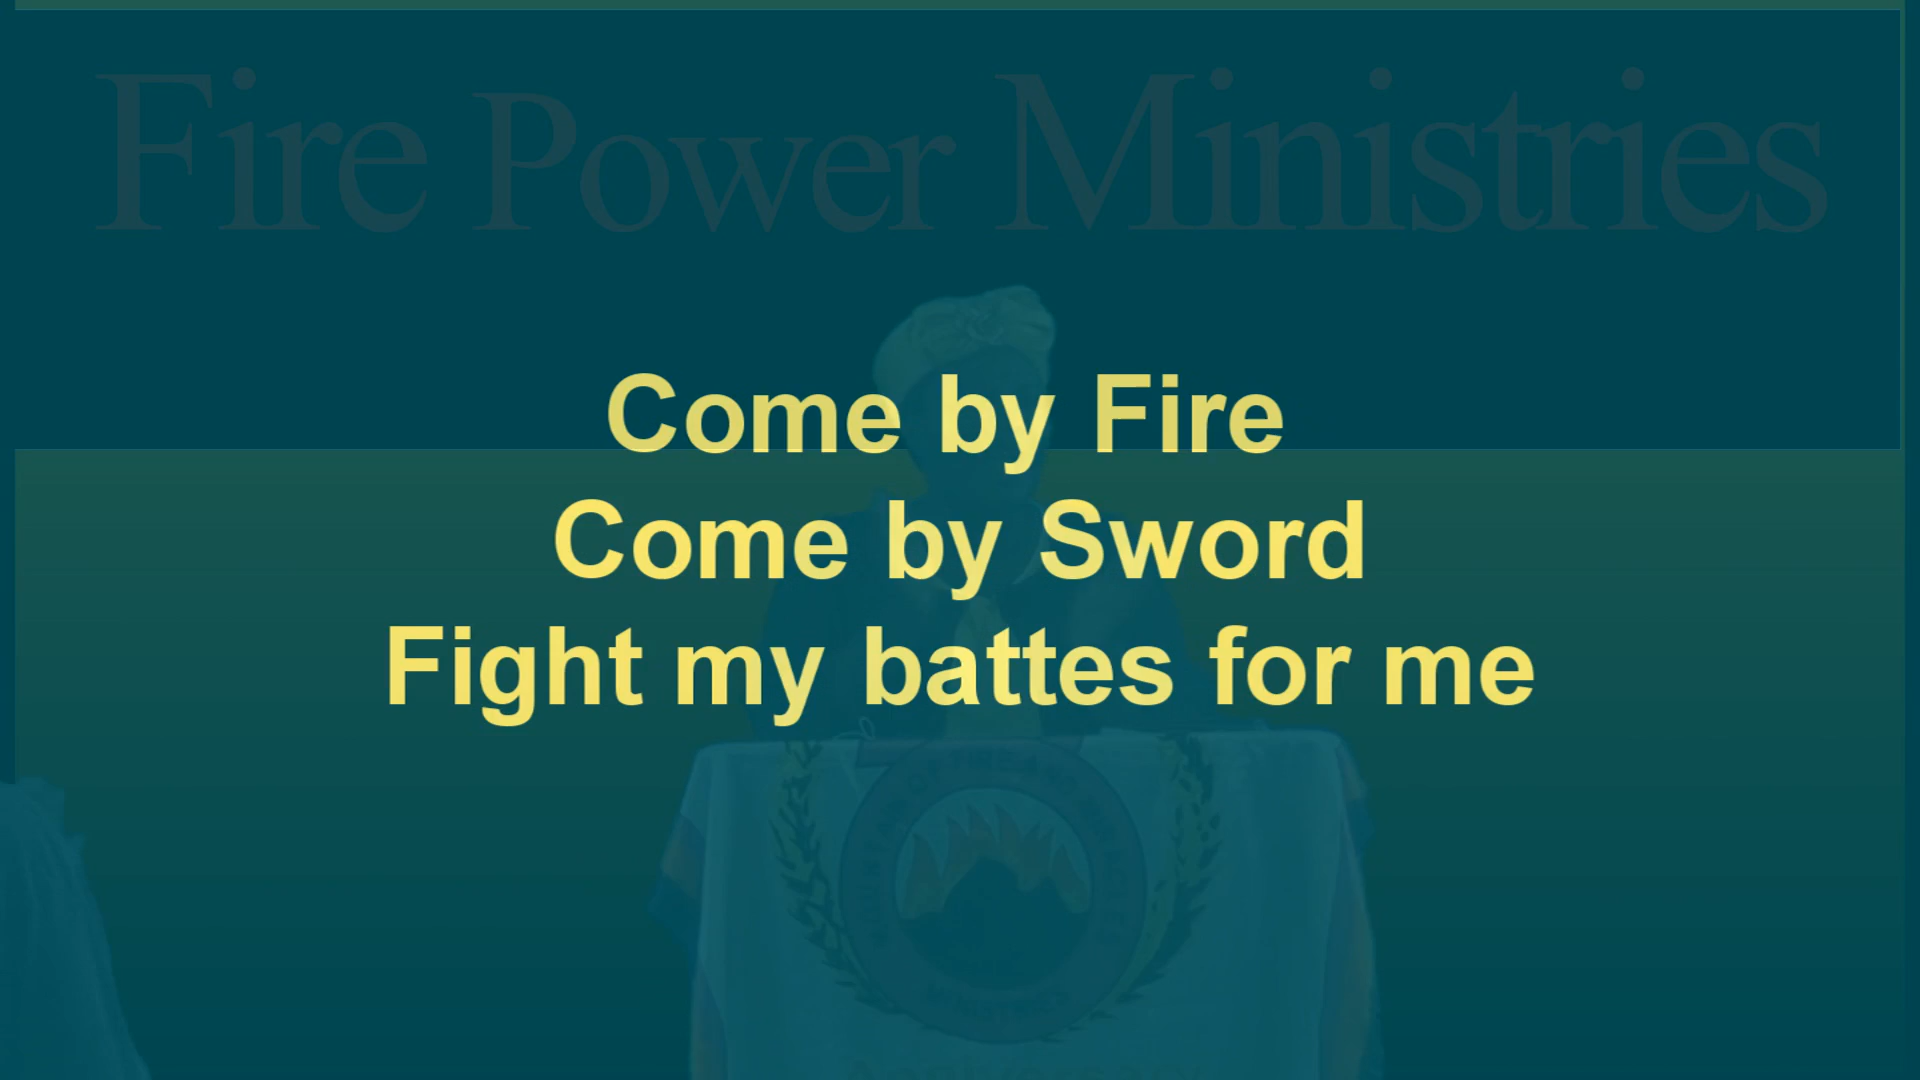 Fire Power Ministries
Come by Fire
Come by Sword
Fight my battes for me